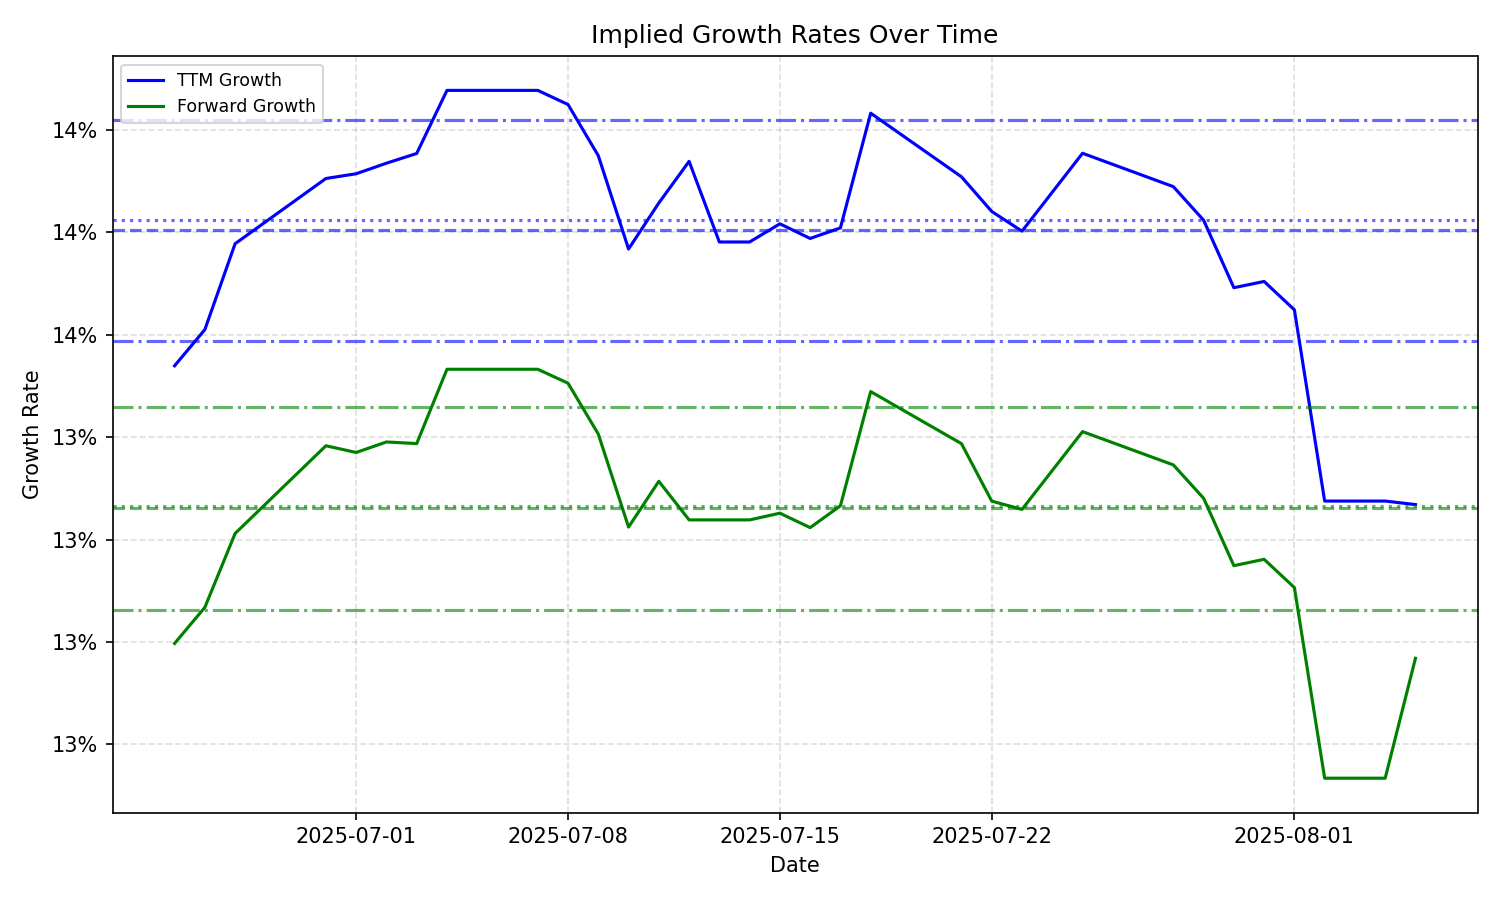 Implied Growth Rates Over Time
TTM Growth
Forward Growth
14%
14%
14%
13%
13%
13%
13%
Growth Rate
2025-07-01
2025-07-08
2025-07-15
2025-07-22
2025-08-01
Date